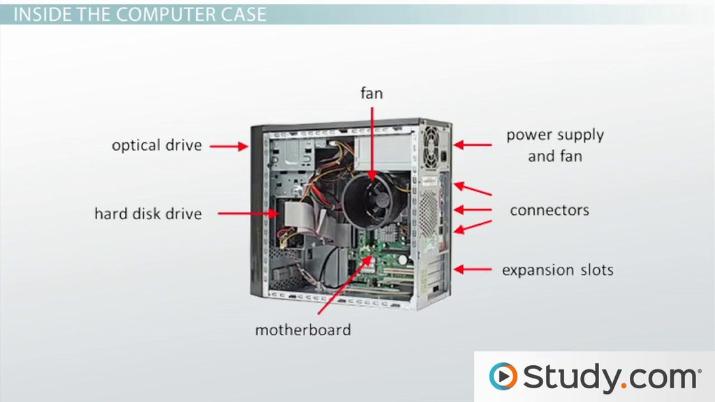 INSIDE THE COMPUTER CASE
fan
optical drive
power supply
and fan
hard disk drive
connectors
expansion slots
motherboard
Study.com